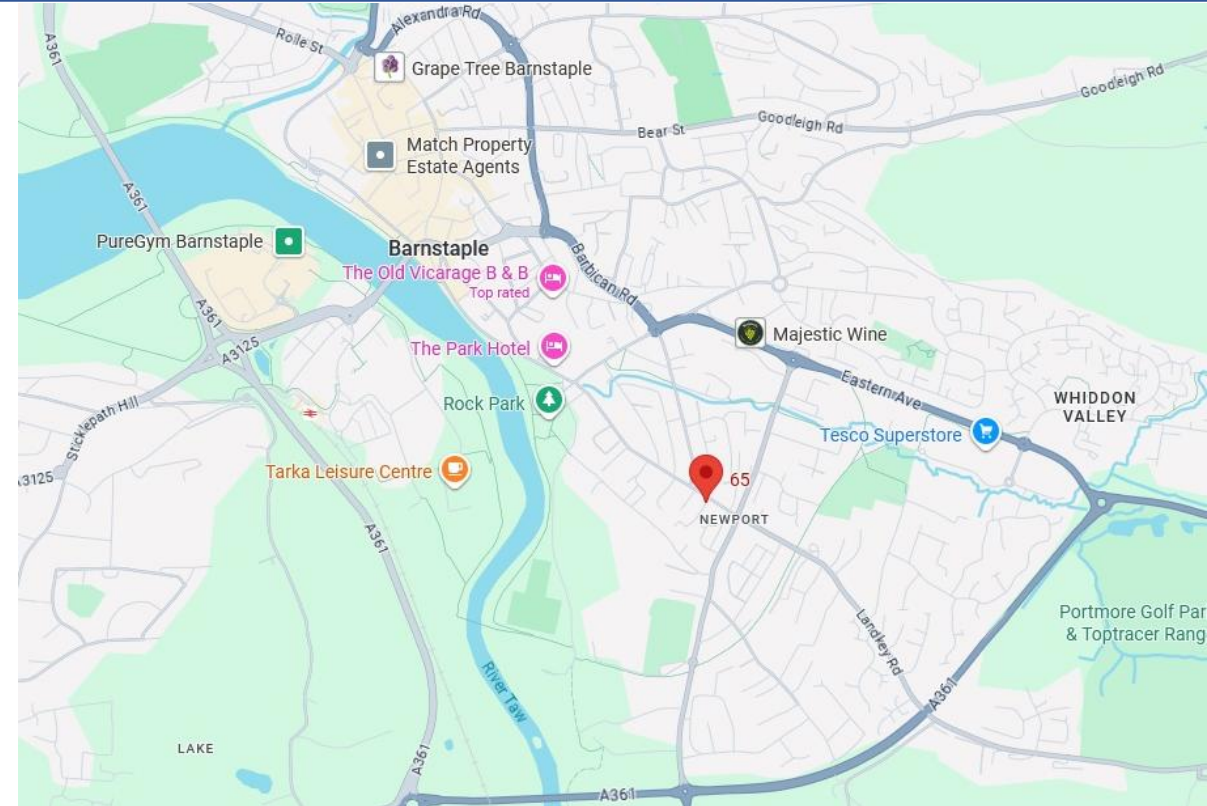 Alexandra Rd
Rolle St
A361
Grape Tree Barnstaple
Goodleigh Rd
Bear St
Goodleigh Rd
Match Property
Estate Agents
A361
PureGym Barnstaple
Barnstaple
The Old Vicarage B & B
Top rated
Barbican Rd
A361
A3125
The Park Hotel
Majestic Wine
Eastern Ave
WHIDDON
VALLEY
Rock Park
Sticklepath Hill
Tesco Superstore
Tarka Leisure Centre
65
3125
NEWPORT
A361
Portmore Golf Par
& Toptracer Rang
Landkey Rd
River Taw
A361
LAKE
A361
A361